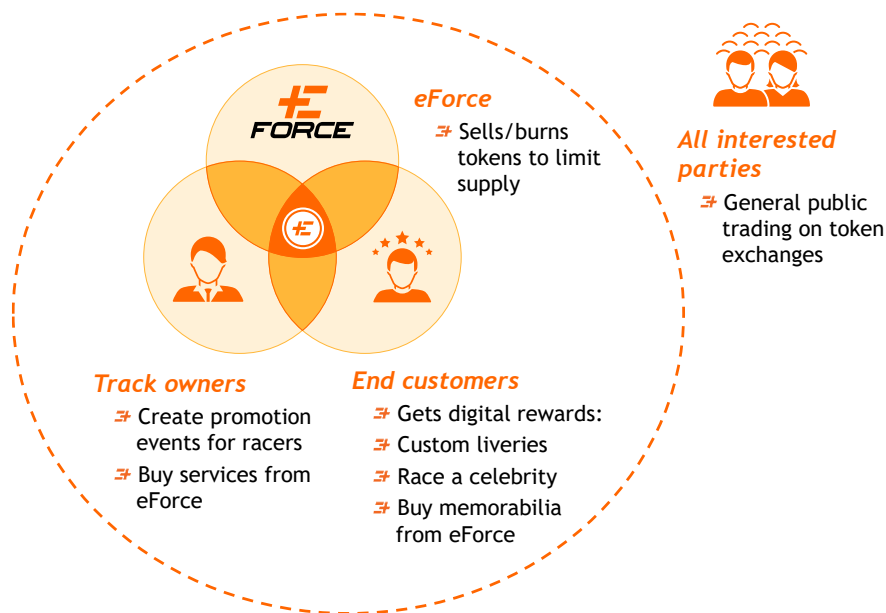 E
FORCE
eForce
Sells/burns
tokens to limit
supply
All interested
parties
General public
trading on token
exchanges
E
Track owners
Create promotion
events for racers
Buy services from
eForce
End customers
Gets digital rewards:
Custom liveries
Race a celebrity
Buy memorabilia
from eForce